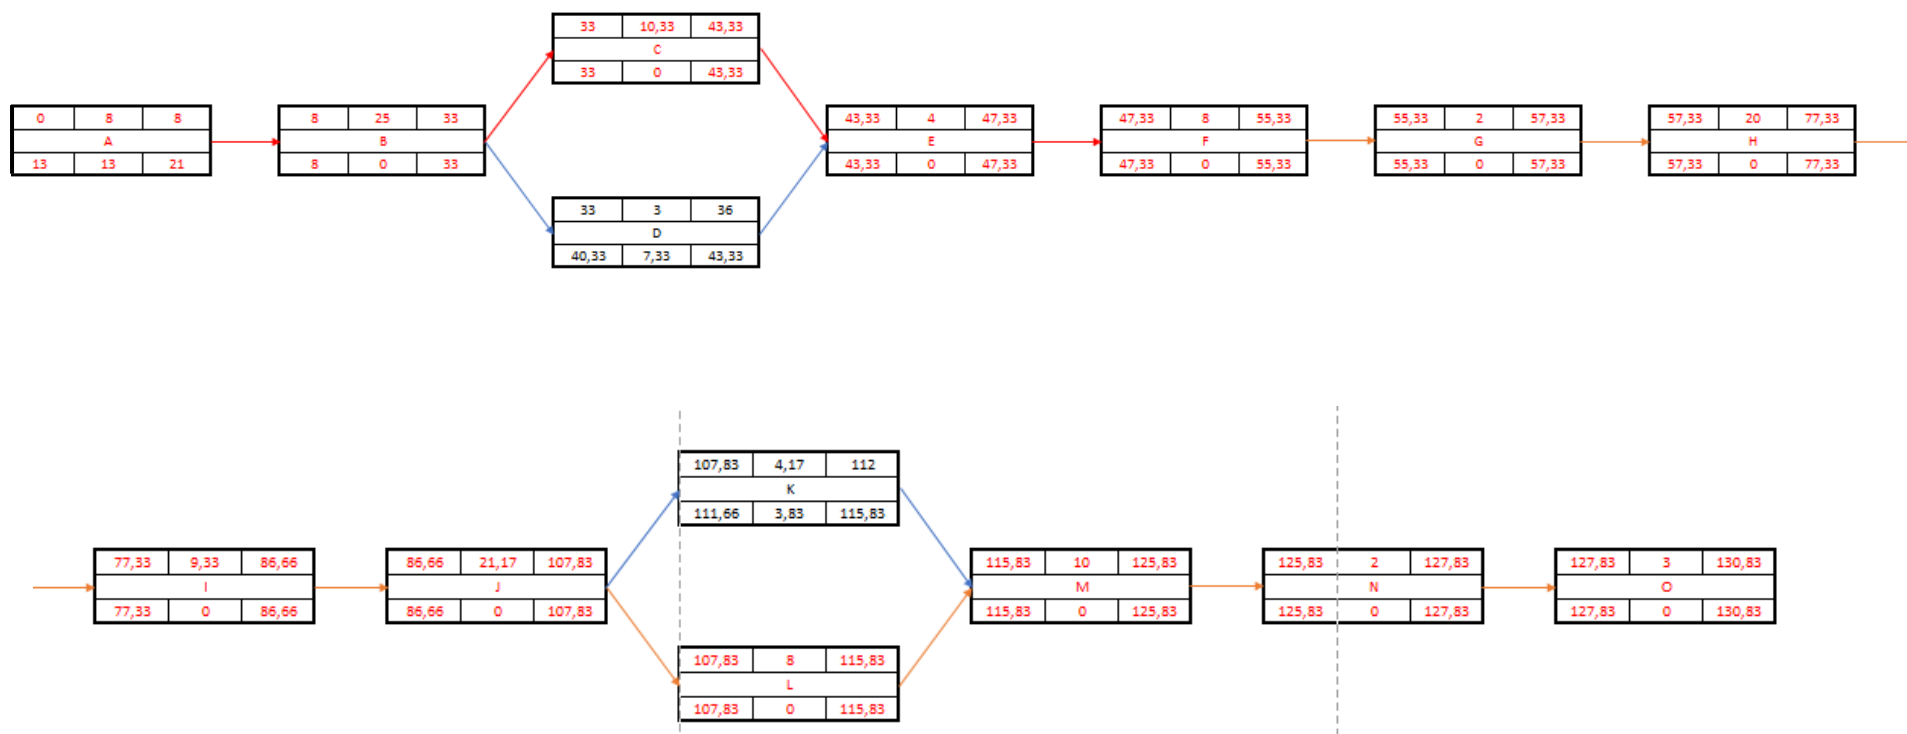 33 10,33 43,33
C
33 0 43,33
0 8 8
A
13 13 21
8 25 33
B
8 0 33
43,33 4 47,33
E
43,33 0 47,33
47,33 8 55,33
F
47,33 0 55,33
55,33 2 57,33
G
55,33 0 57,33
57,33 20 77,33
H
57,33 0 77,33
33 3 36
D
40,33 7,33 43,33
107,83 4,17 112
K
111,66 3,83 115,83
77,33 9,33 86,66
I
77,33 0 86,66
86,66 21,17 107,83
J
86,66 0 107,83
115,83 10 125,83
M
115,83 0 125,83
125,83 2 127,83
N
125,83 0 127,83
127,83 3 130,83
O
127,83 0 130,83
107,83 8 115,83
L
107,83 0 115,83